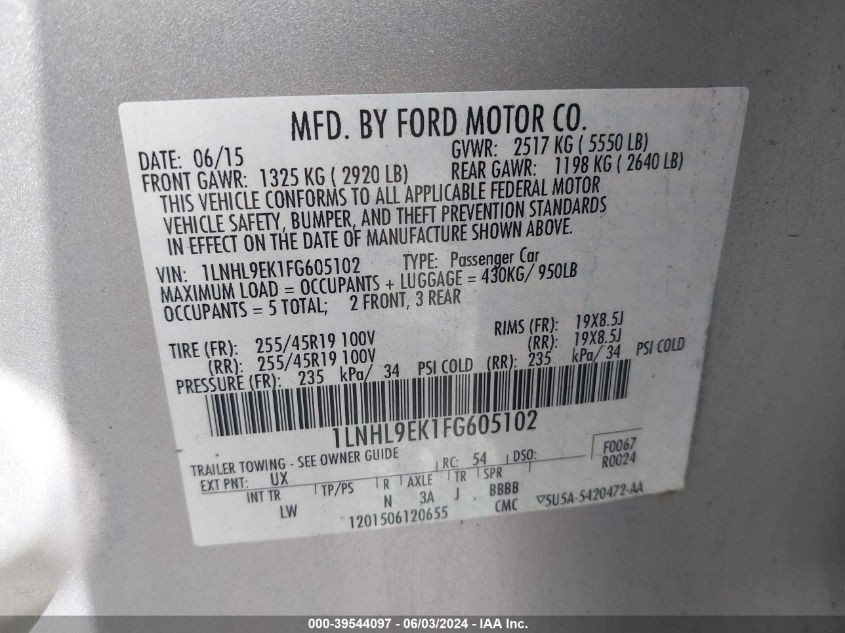 MFD. BY FORD MOTOR CO.
DATE: 06/15 GVWR: 2517 KG ( 5550 LB)
FRONT GAWR: 1325 KG ( 2920 LB) REAR GAWR: 1198 KG ( 2640 LB)
THIS VEHICLE CONFORMS TO ALL APPLICABLE FEDERAL MOTOR
VEHICLE SAFETY, BUMPER, AND THEFT PREVENTION STANDARDS
IN EFFECT ON THE DATE OF MANUFACTURE SHOWN ABOVE.
VIN: 1LNHL9EK1FG605102 TYPE: Passenger Car
MAXIMUM LOAD = OCCUPANTS + LUGGAGE = 430KG/ 950LB
OCCUPANTS = 5 TOTAL; 2 FRONT, 3 REAR
TIRE (FR): 255/45R19 100V RIMS (FR): 19X8.5J
(RR): 255/45R19 100V (RR): 19X8.5J
PRESSURE (FR): 235 kPa/ 34 PSI COLD (RR): 235 kPa/ 34 PSI COLD
1LNHL9EK1FG605102
TRAILER TOWING - SEE OWNER GUIDE RC: 54 DSO: F0067
EXT PNT: UX R0024
INT TR TP/PS R AXLE TR SPR
LW N 3A J BBBB
1201506120655 CMC ▽5U5A-5420472-AA
000-39544097 - 06/03/2024 - IAA Inc.